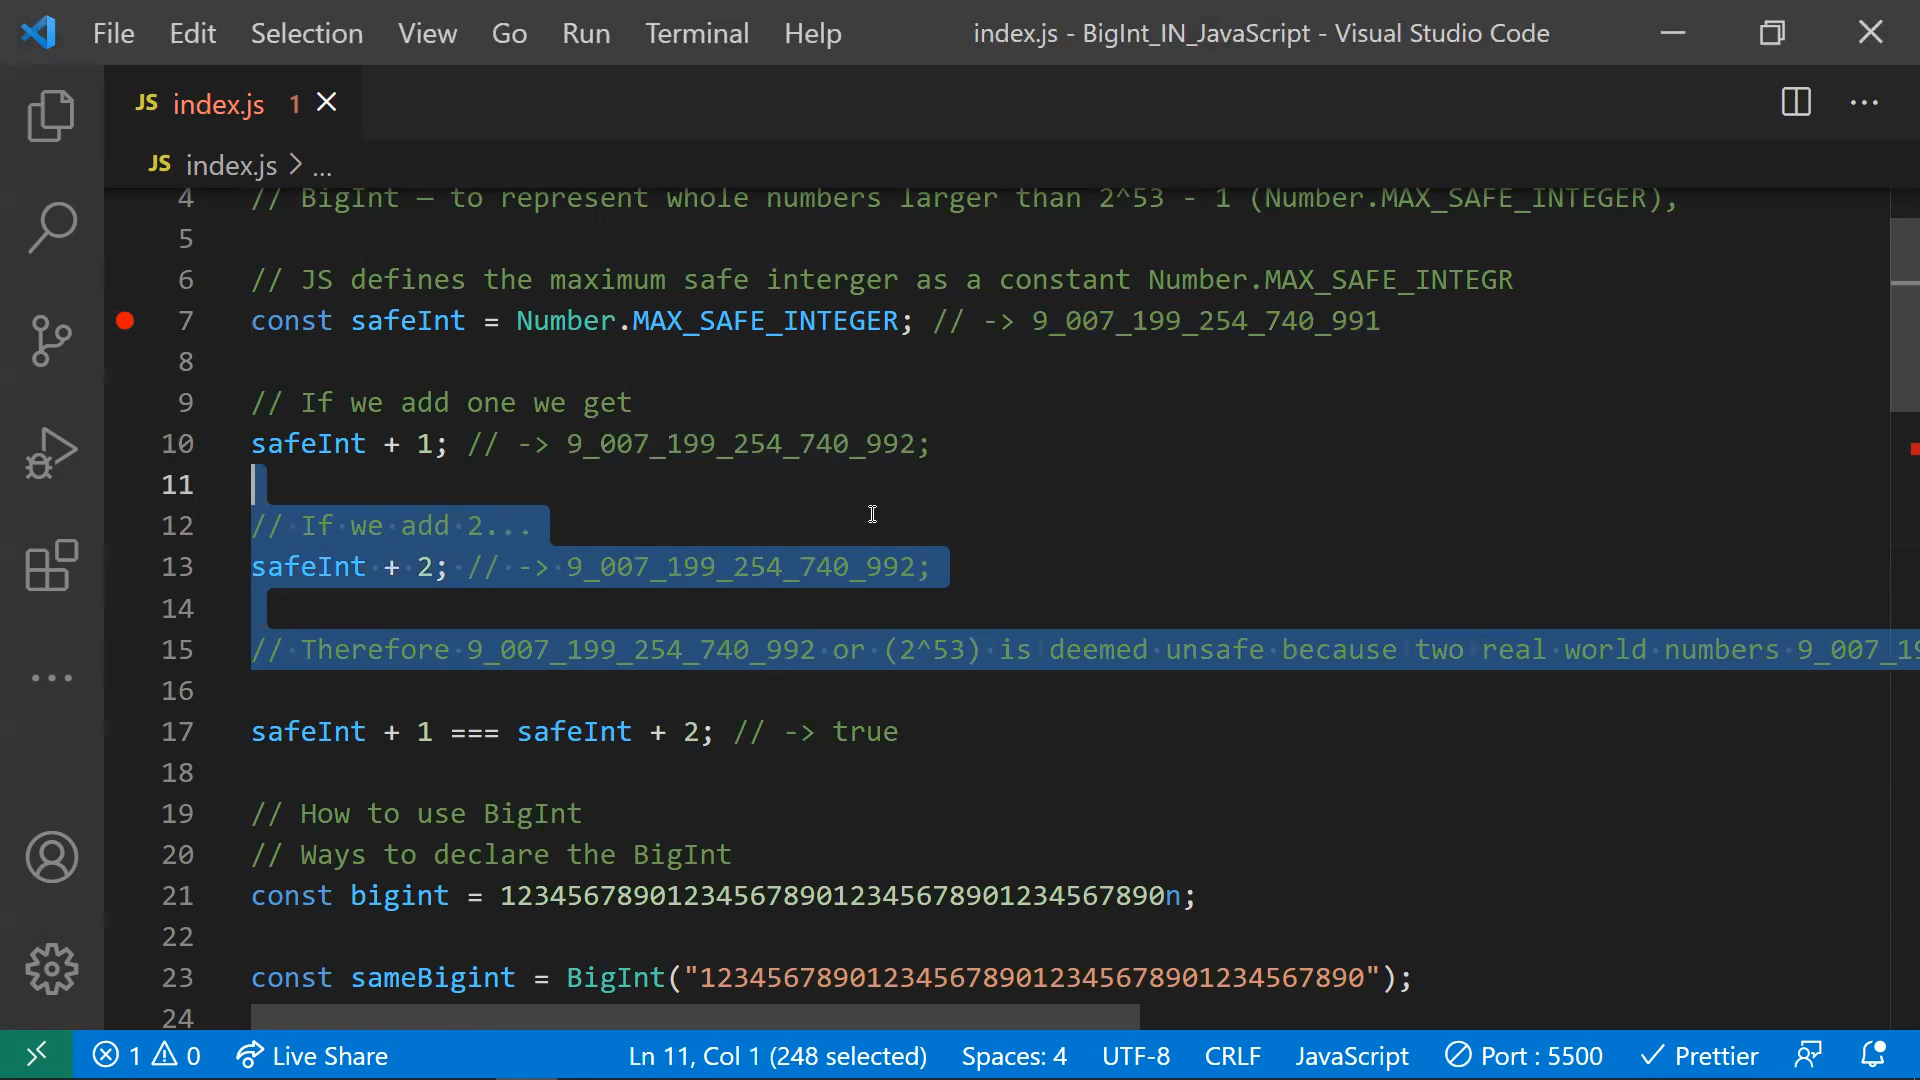 File Edit Selection View Go Run Terminal Help index.js - BigInt_IN_JavaScript - Visual Studio Code
JS index.js 1
JS index.js > ...
4 // BigInt — to represent whole numbers larger than 2^53 - 1 (Number.MAX_SAFE_INTEGER),
5
6 // JS defines the maximum safe interger as a constant Number.MAX_SAFE_INTEGR
7 const safeInt = Number.MAX_SAFE_INTEGER; // -> 9_007_199_254_740_991
8
9 // If we add one we get
10 safeInt + 1; // -> 9_007_199_254_740_992;
11
12 // If we add 2...
13 safeInt + 2; // -> 9_007_199_254_740_992;
14
15 // Therefore 9_007_199_254_740_992 or (2^53) is deemed unsafe because two real world numbers 9_007_19
16
17 safeInt + 1 === safeInt + 2; // -> true
18
19 // How to use BigInt
20 // Ways to declare the BigInt
21 const bigint = 1234567890123456789012345678901234567890n;
22
23 const sameBigint = BigInt("1234567890123456789012345678901234567890");
24
1 0 Live Share Ln 11, Col 1 (248 selected) Spaces: 4 UTF-8 CRLF JavaScript Port : 5500 Prettier